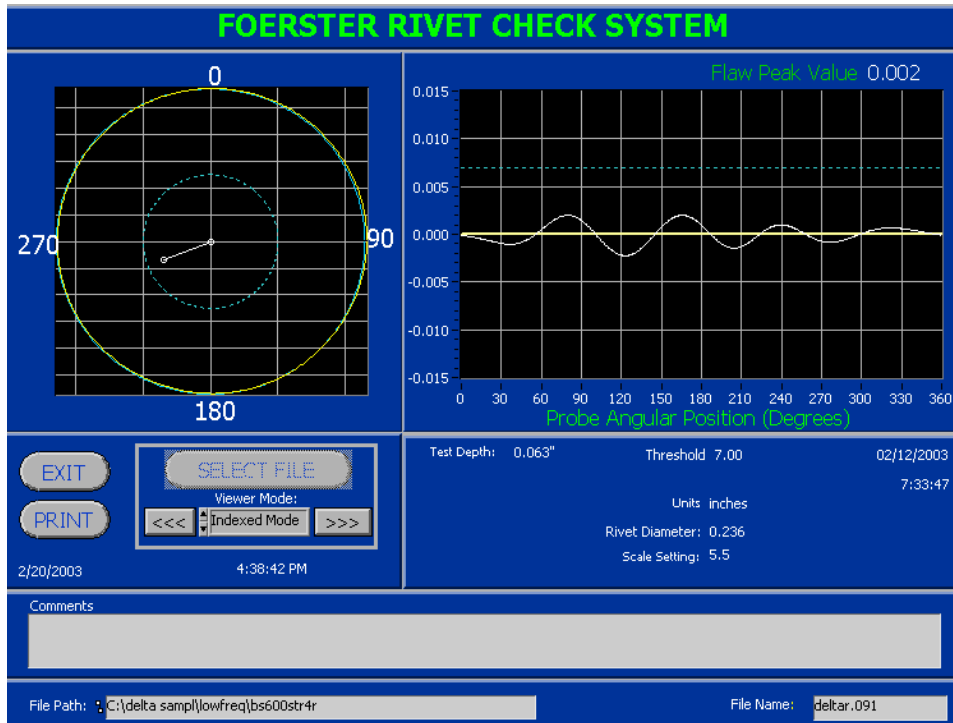 FOERSTER RIVET CHECK SYSTEM
0
270
90
180
Flaw Peak Value 0.002
0.015
0.010
0.005
0.000
-0.005
-0.010
-0.015
0 30 60 90 120 150 180 210 240 270 300 330 360
Probe Angular Position (Degrees)
EXIT
PRINT
SELECT FILE
Viewer Mode:
<<< Indexed Mode >>>
2/20/2003 4:38:42 PM
Test Depth: 0.063" Threshold 7.00 02/12/2003
7:33:47
Units inches
Rivet Diameter: 0.236
Scale Setting: 5.5
Comments
File Path: C:\delta sampl\lowfreq\bs600str4r
File Name: deltar.091